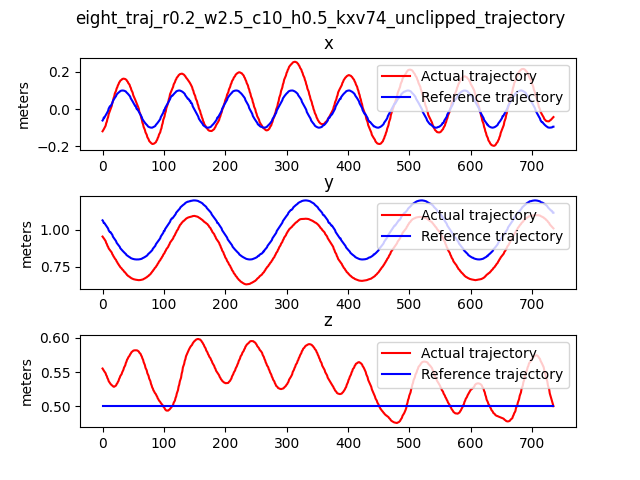 eight_traj_r0.2_w2.5_c10_h0.5_kxv74_unclipped_trajectory
x
meters
0.2
0.0
−0.2
Actual trajectory
Reference trajectory
0 100 200 300 400 500 600 700
y
meters
1.00
0.75
Actual trajectory
Reference trajectory
0 100 200 300 400 500 600 700
z
meters
0.60
0.55
0.50
Actual trajectory
Reference trajectory
0 100 200 300 400 500 600 700